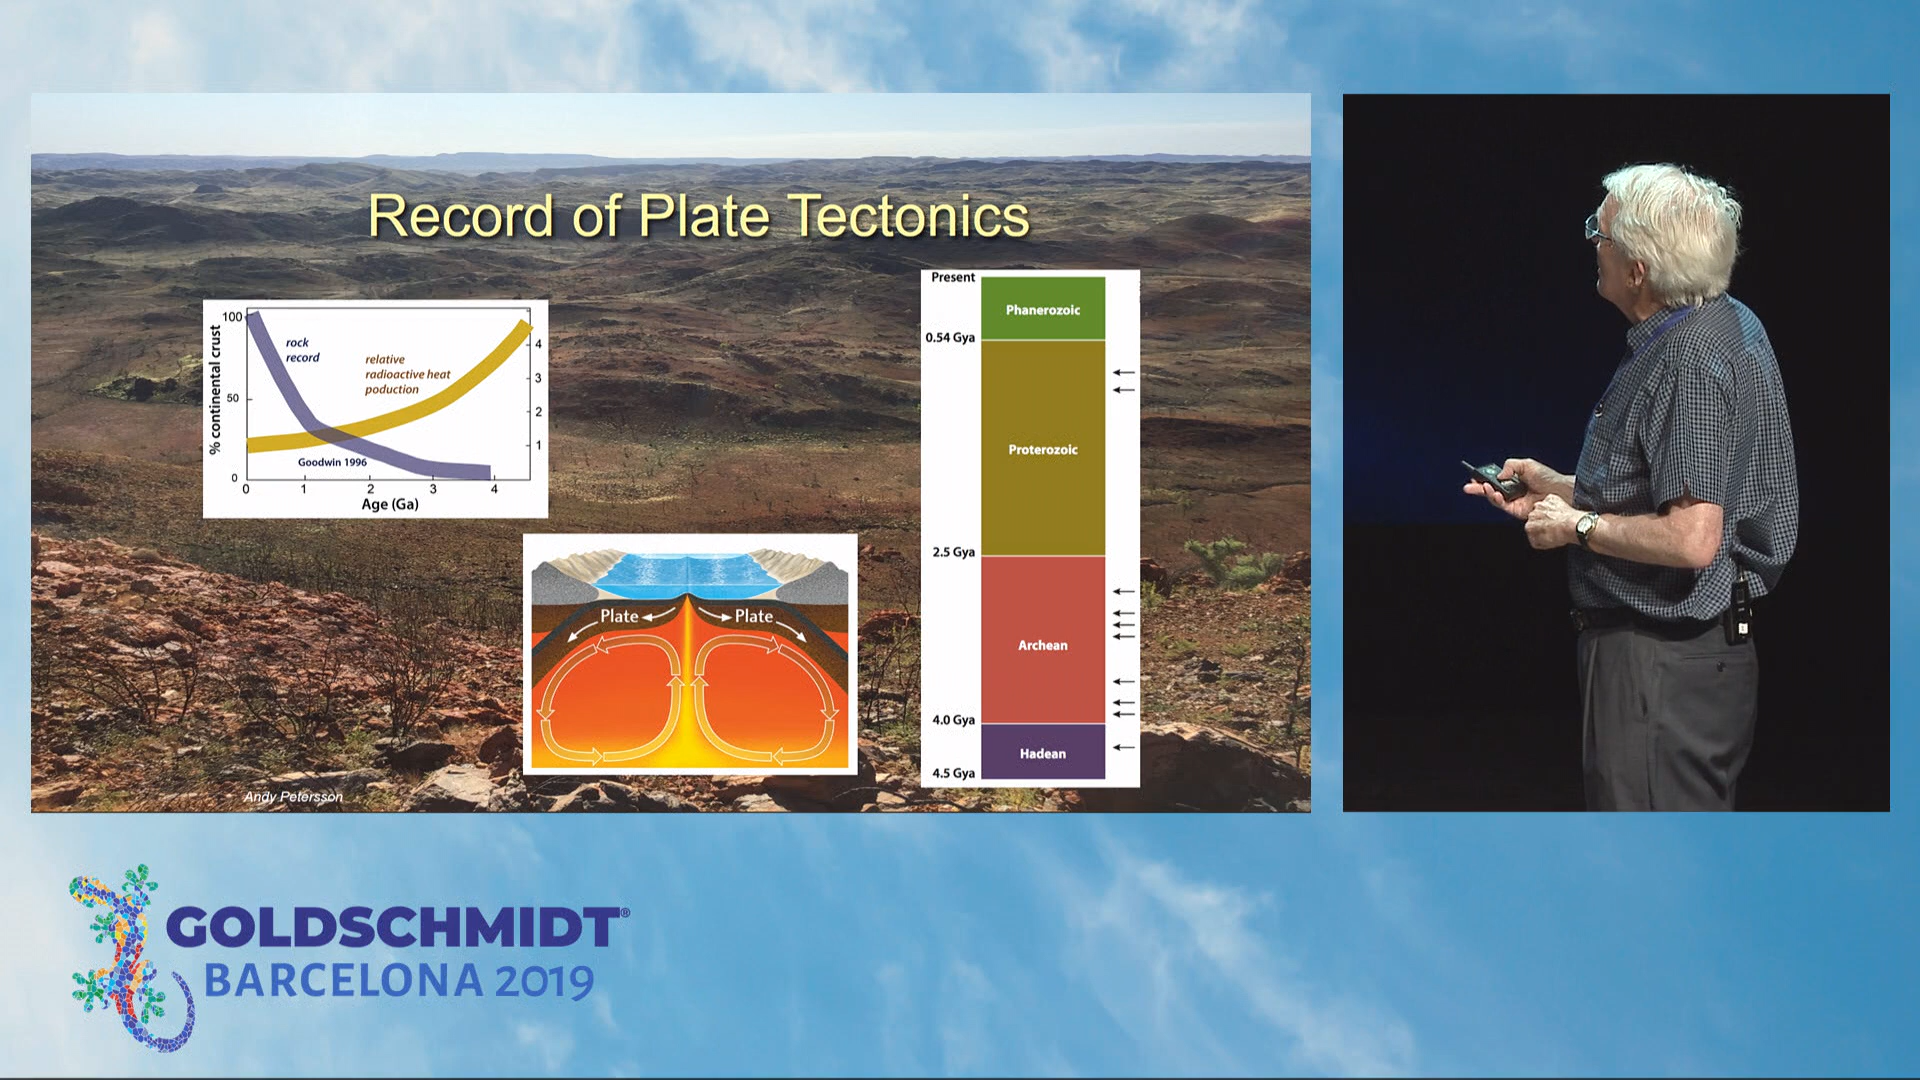 Record of Plate Tectonics
100
50
0
% continental crust
rock
record
relative
radioactive heat
poduction
Goodwin 1996
4
3
2
1
0 1 2 3 4
Age (Ga)
Plate
Plate
Present
Phanerozoic
0.54 Gya
Proterozoic
2.5 Gya
Archean
4.0 Gya
Hadean
4.5 Gya
Andy Petersson
GOLDSCHMIDT®
BARCELONA 2019